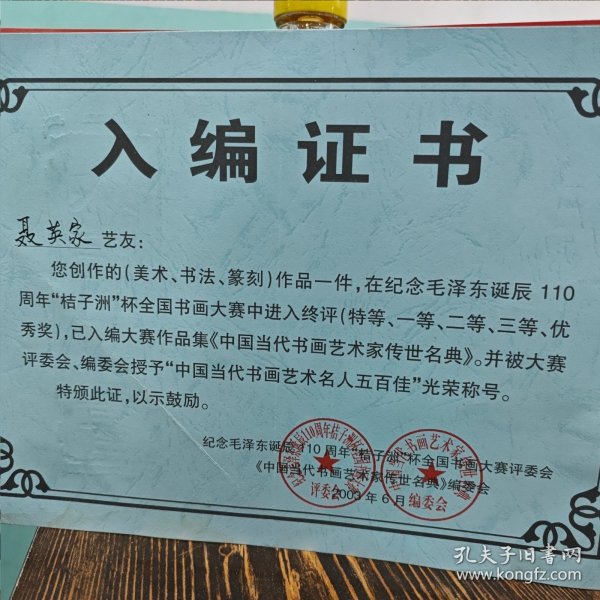 入编证书
聂英家 艺友：
您创作的(美术、书法、篆刻)作品一件，在纪念毛泽东诞辰 110
周年“桔子洲”杯全国书画大赛中进入终评(特等、一等、二等、三等、优
秀奖)，已入编大赛作品集《中国当代书画艺术家传世名典》。并被大赛
评委会、编委会授予“中国当代书画艺术名人五百佳”光荣称号。
特颁此证，以示鼓励。
纪念毛泽东诞辰 110 周年“桔子洲”杯全国书画大赛评委会
《中国当代书画艺术家传世名典》编委会
2003 年 6 月
评委会
编委会
孔夫子旧书网
www.kongfz.com